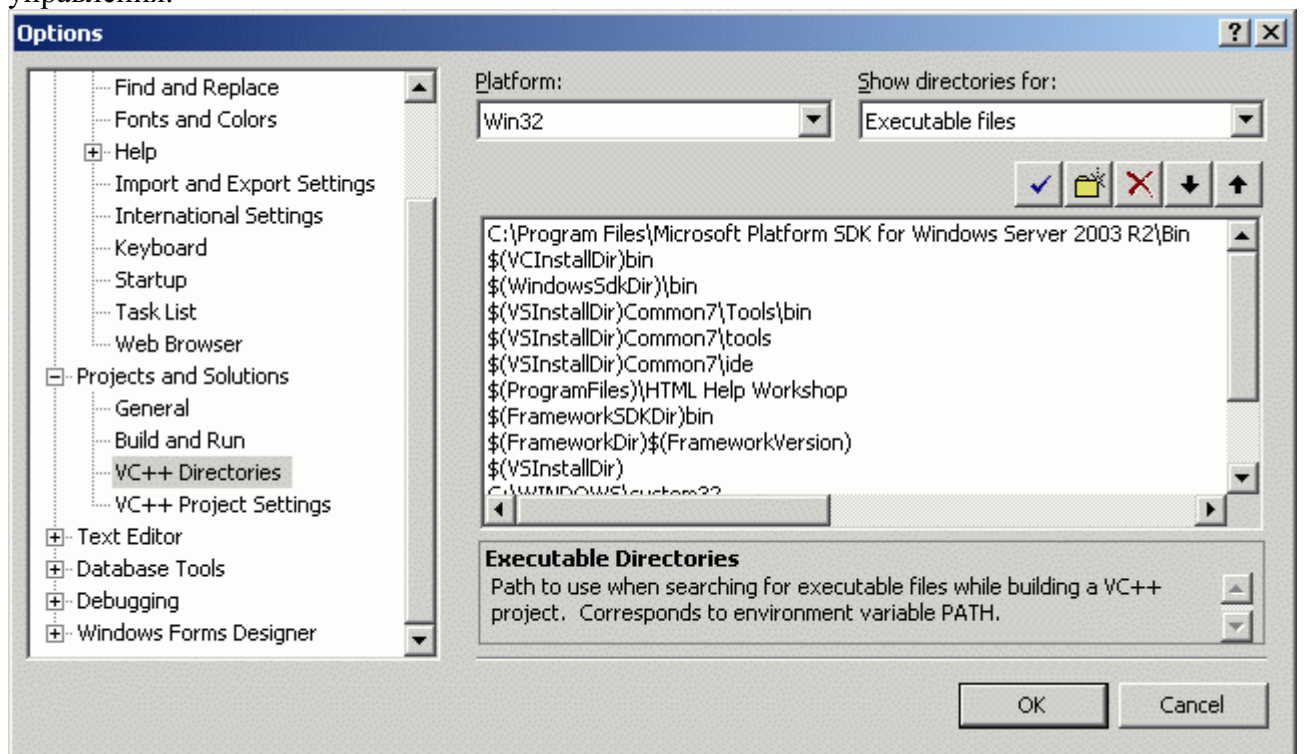 управления.
Options
Find and Replace
Fonts and Colors
Help
Import and Export Settings
International Settings
Keyboard
Startup
Task List
Web Browser
Projects and Solutions
General
Build and Run
VC++ Directories
VC++ Project Settings
Text Editor
Database Tools
Debugging
Windows Forms Designer
Platform:
Win32
Show directories for:
Executable files
C:\Program Files\Microsoft Platform SDK for Windows Server 2003 R2\Bin
$(VCInstallDir)bin
$(WindowsSdkDir)\bin
$(VSInstallDir)Common7\Tools\bin
$(VSInstallDir)Common7\tools
$(VSInstallDir)Common7\ide
$(ProgramFiles)\HTML Help Workshop
$(FrameworkSDKDir)bin
$(FrameworkDir)$(FrameworkVersion)
$(VSInstallDir)
Executable Directories
Path to use when searching for executable files while building a VC++
project. Corresponds to environment variable PATH.
OK
Cancel